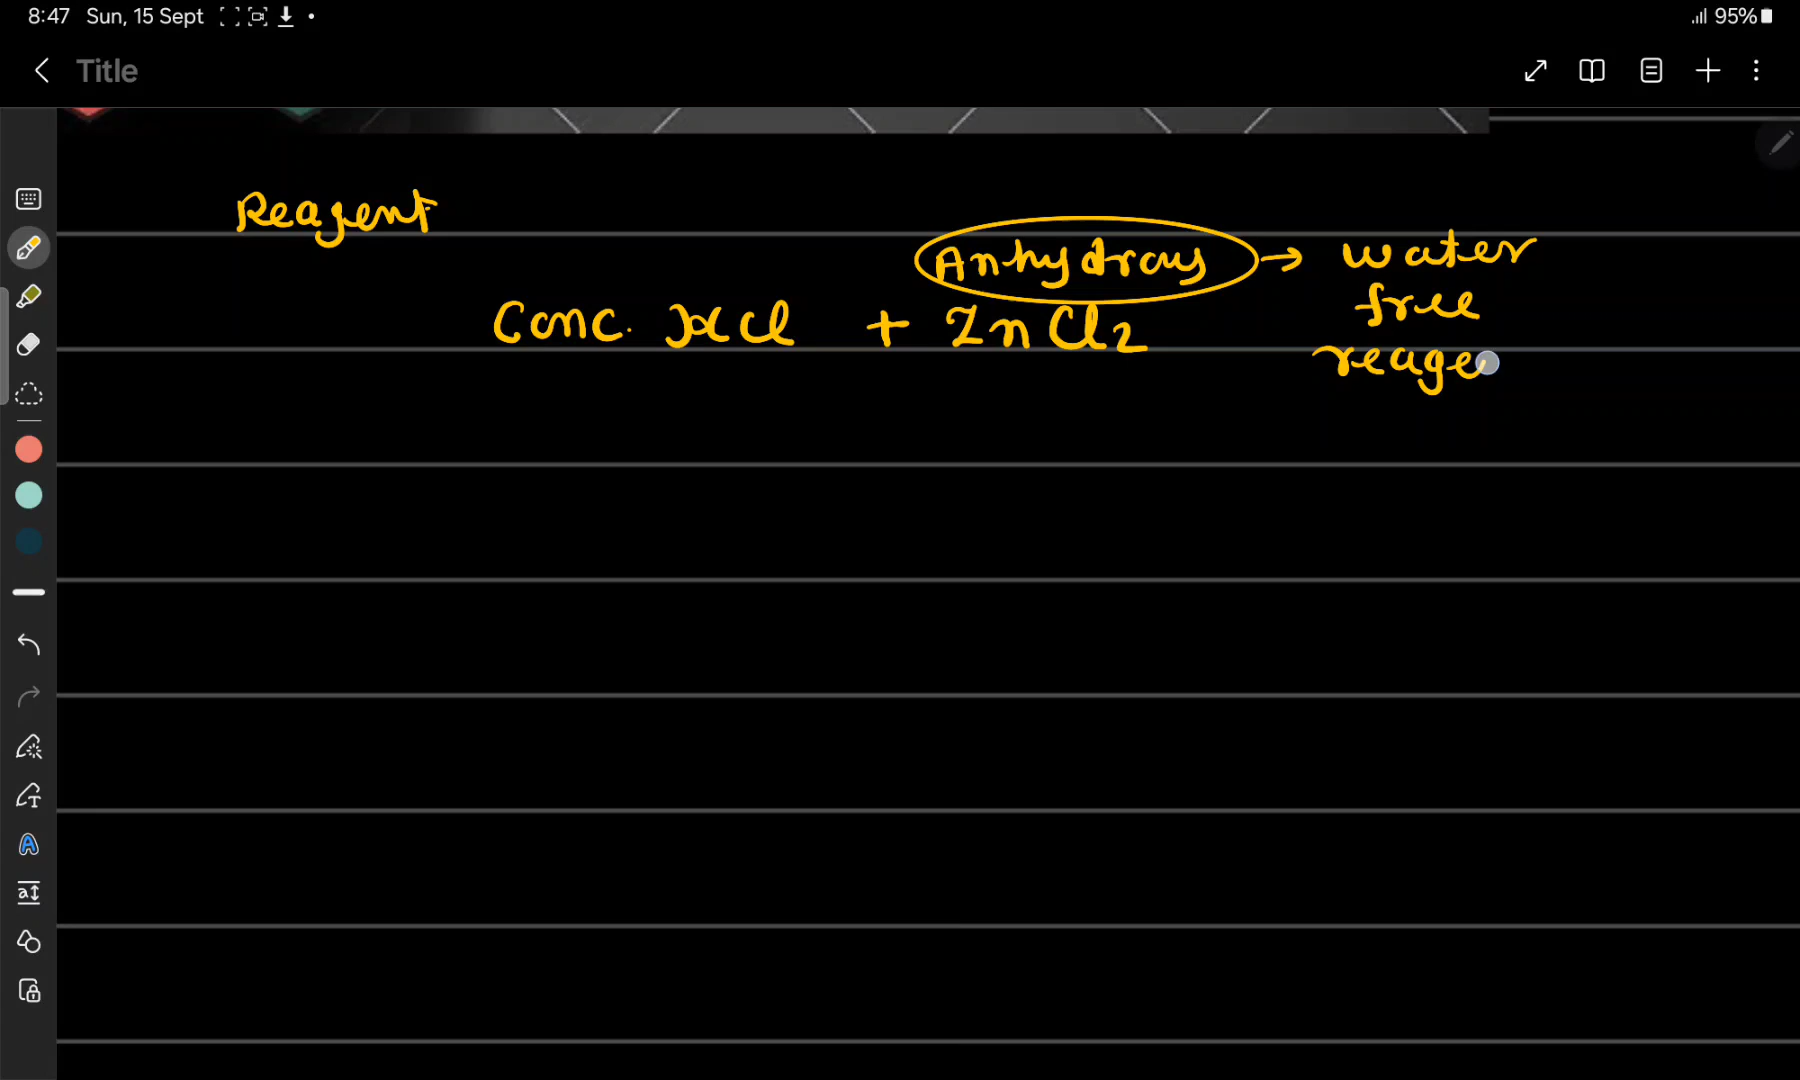 8:47 Sun, 15 Sept 95%
Title
Reagent
Anhydrous → water
free
Conc. HCl + ZnCl2
reage